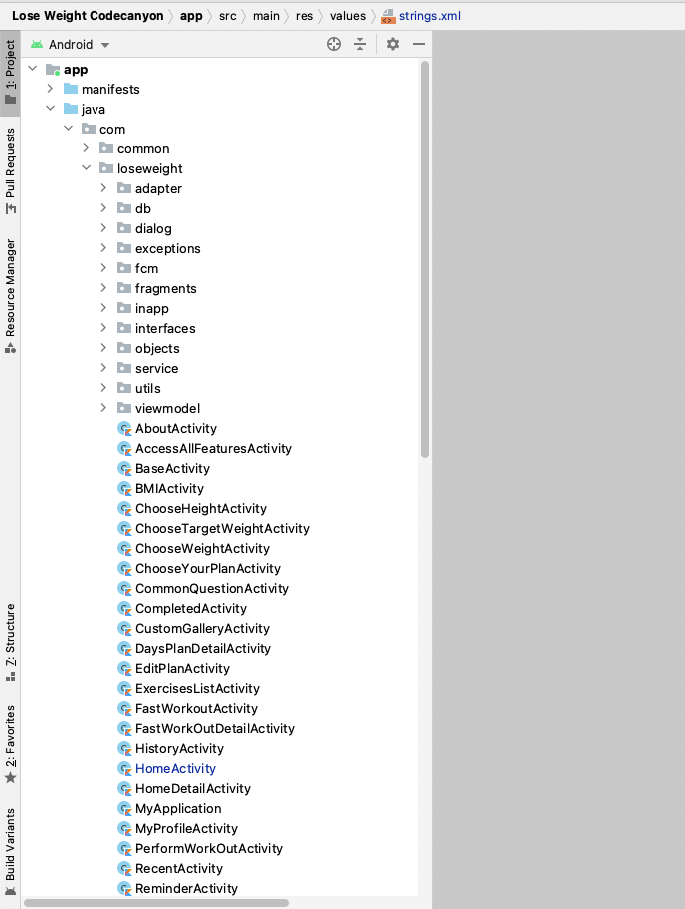 Lose Weight Codecanyon app src main res values strings.xml
Android
1: Project
Pull Requests
Resource Manager
Z: Structure
2: Favorites
Build Variants
app
manifests
java
com
common
loseweight
adapter
db
dialog
exceptions
fcm
fragments
inapp
interfaces
objects
service
utils
viewmodel
AboutActivity
AccessAllFeaturesActivity
BaseActivity
BMIActivity
ChooseHeightActivity
ChooseTargetWeightActivity
ChooseWeightActivity
ChooseYourPlanActivity
CommonQuestionActivity
CompletedActivity
CustomGalleryActivity
DaysPlanDetailActivity
EditPlanActivity
ExercisesListActivity
FastWorkoutActivity
FastWorkOutDetailActivity
HistoryActivity
HomeActivity
HomeDetailActivity
MyApplication
MyProfileActivity
PerformWorkOutActivity
RecentActivity
ReminderActivity